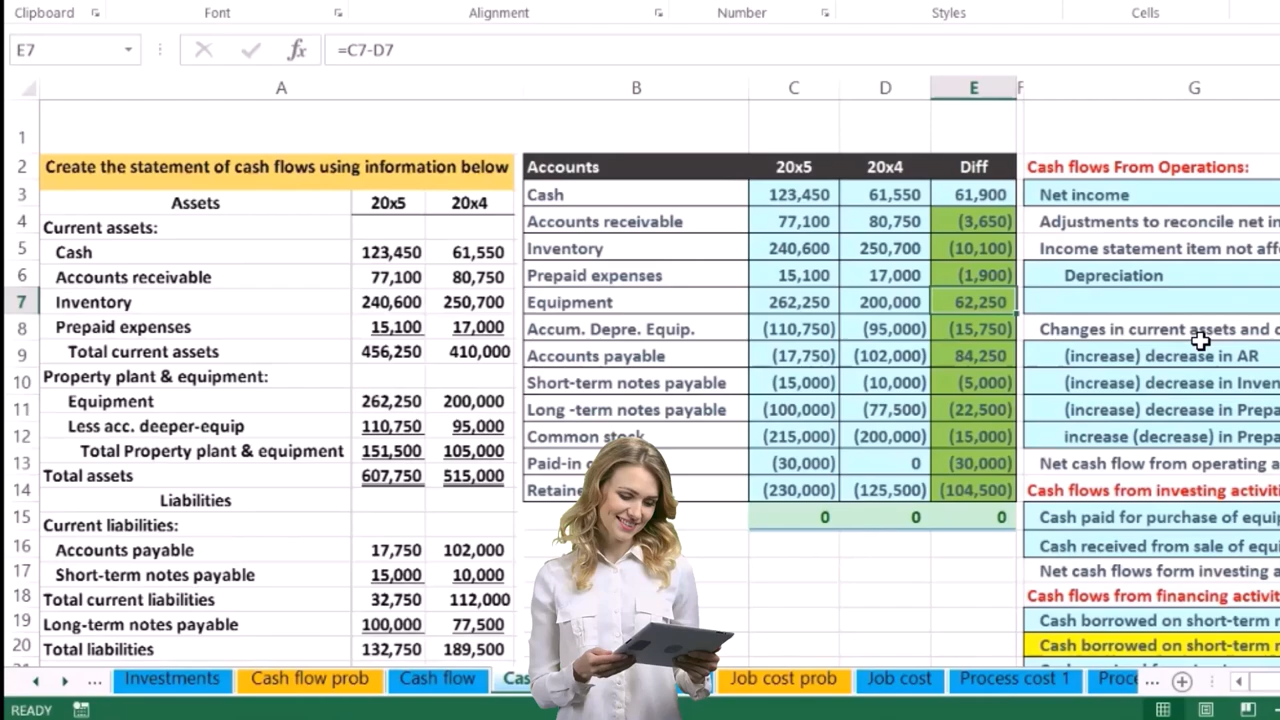 Clipboard Font Alignment Number Styles Cells
E7 fx =C7-D7
A B C D E F G
1
2 Create the statement of cash flows using information below Accounts 20x5 20x4 Diff Cash flows From Operations:
3 Assets 20x5 20x4 Cash 123,450 61,550 61,900 Net income
4 Current assets: Accounts receivable 77,100 80,750 (3,650) Adjustments to reconcile net in
5 Cash 123,450 61,550 Inventory 240,600 250,700 (10,100) Income statement item not aff
6 Accounts receivable 77,100 80,750 Prepaid expenses 15,100 17,000 (1,900) Depreciation
7 Inventory 240,600 250,700 Equipment 262,250 200,000 62,250
8 Prepaid expenses 15,100 17,000 Accum. Depre. Equip. (110,750) (95,000) (15,750) Changes in current assets and
9 Total current assets 456,250 410,000 Accounts payable (17,750) (102,000) 84,250 (increase) decrease in AR
10 Property plant & equipment: Short-term notes payable (15,000) (10,000) (5,000) (increase) decrease in Inven
11 Equipment 262,250 200,000 Long -term notes payable (100,000) (77,500) (22,500) (increase) decrease in Prepa
12 Less acc. deeper-equip 110,750 95,000 Common stock (215,000) (200,000) (15,000) increase (decrease) in Prepa
13 Total Property plant & equipment 151,500 105,000 Paid-in (30,000) 0 (30,000) Net cash flow from operating a
14 Total assets 607,750 515,000 Retaine (230,000) (125,500) (104,500) Cash flows from investing activiti
15 Liabilities 0 0 0 Cash paid for purchase of equip
16 Current liabilities: Cash received from sale of equi
17 Accounts payable 17,750 102,000 Net cash flows form investing a
18 Short-term notes payable 15,000 10,000 Cash flows from financing activit
19 Total current liabilities 32,750 112,000 Cash borrowed on short-term n
20 Long-term notes payable 100,000 77,500 Cash borrowed on short-term n
Total liabilities 132,750 189,500
... Investments Cash flow prob Cash flow Cas Job cost prob Job cost Process cost 1 Proce ...
READY